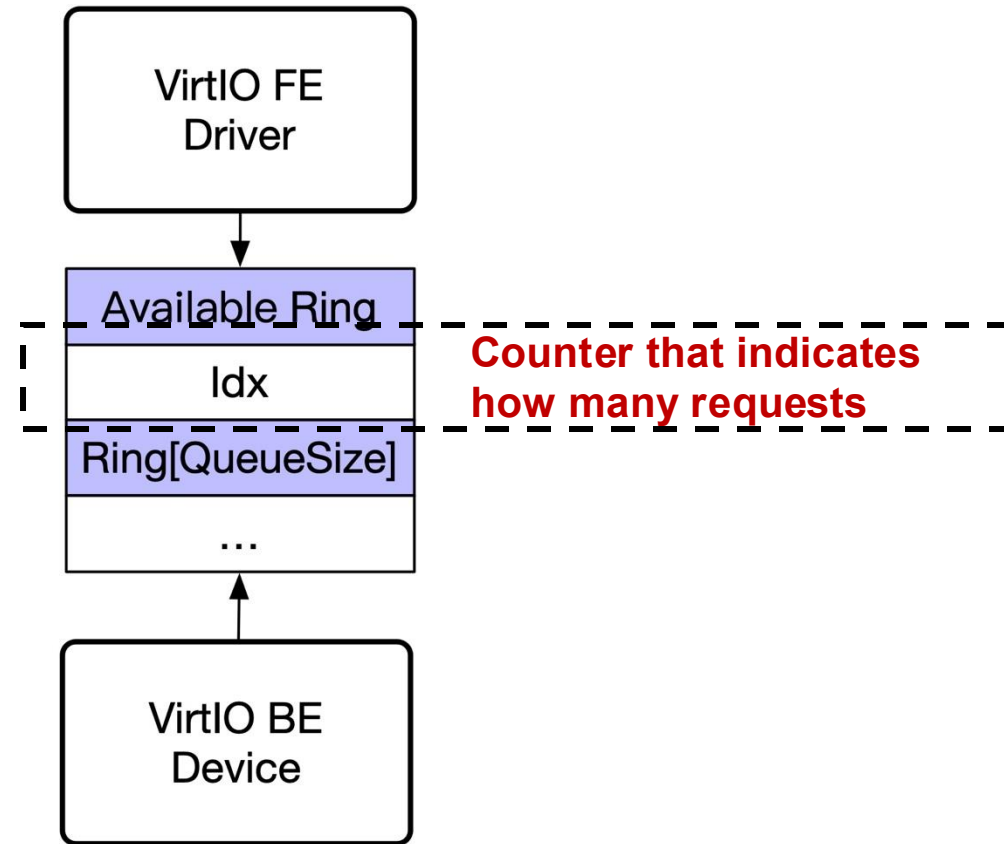 VirtIO FE
Driver
Available Ring
Idx
Counter that indicates
how many requests
Ring[QueueSize]
...
VirtIO BE
Device